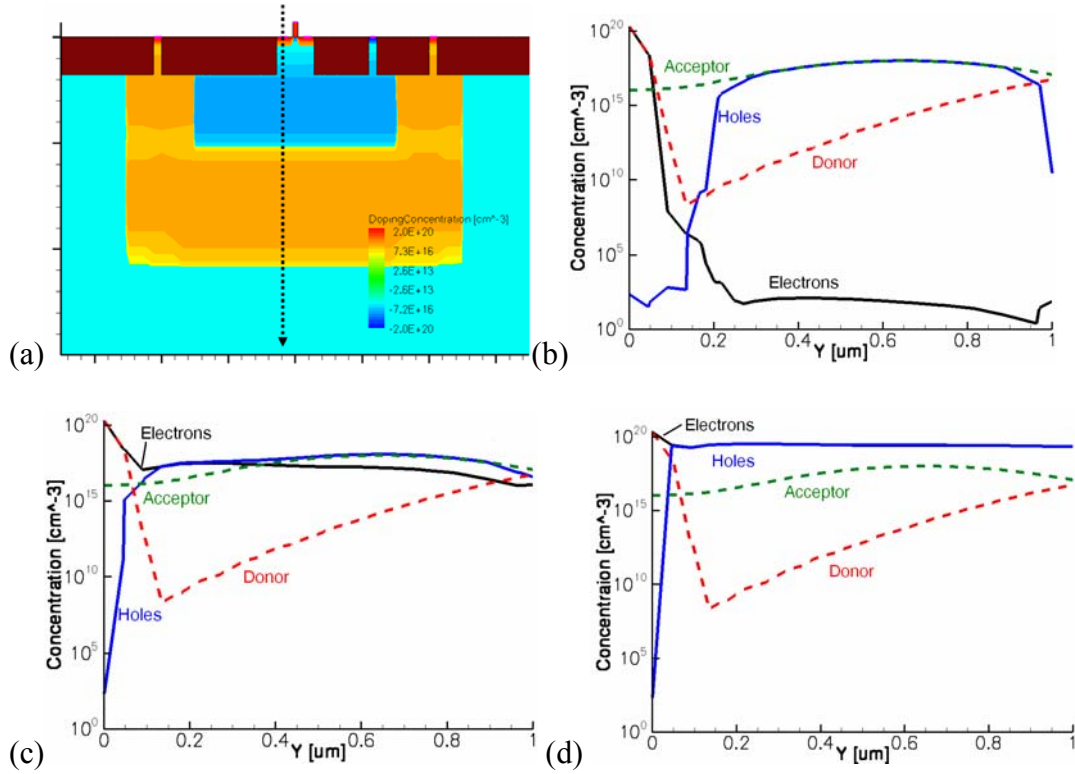 DopingConcentration [cm^-3]
2.0E+20
7.3E+16
2.6E+13
-2.6E+13
-7.2E+16
-2.0E+20
(a)
Concentration [cm^-3]
10^20
10^15
10^10
10^5
10^0
Acceptor
Holes
Donor
Electrons
0 0.2 0.4 0.6 0.8 1
Y [um]
(b)
Concentration [cm^-3]
10^20
10^15
10^10
10^5
10^0
Electrons
Acceptor
Donor
Holes
0 0.2 0.4 0.6 0.8 1
Y [um]
(c)
Concentraion [cm^-3]
10^20
10^15
10^10
10^5
10^0
Electrons
Holes
Acceptor
Donor
0 0.2 0.4 0.6 0.8 1
Y [um]
(d)